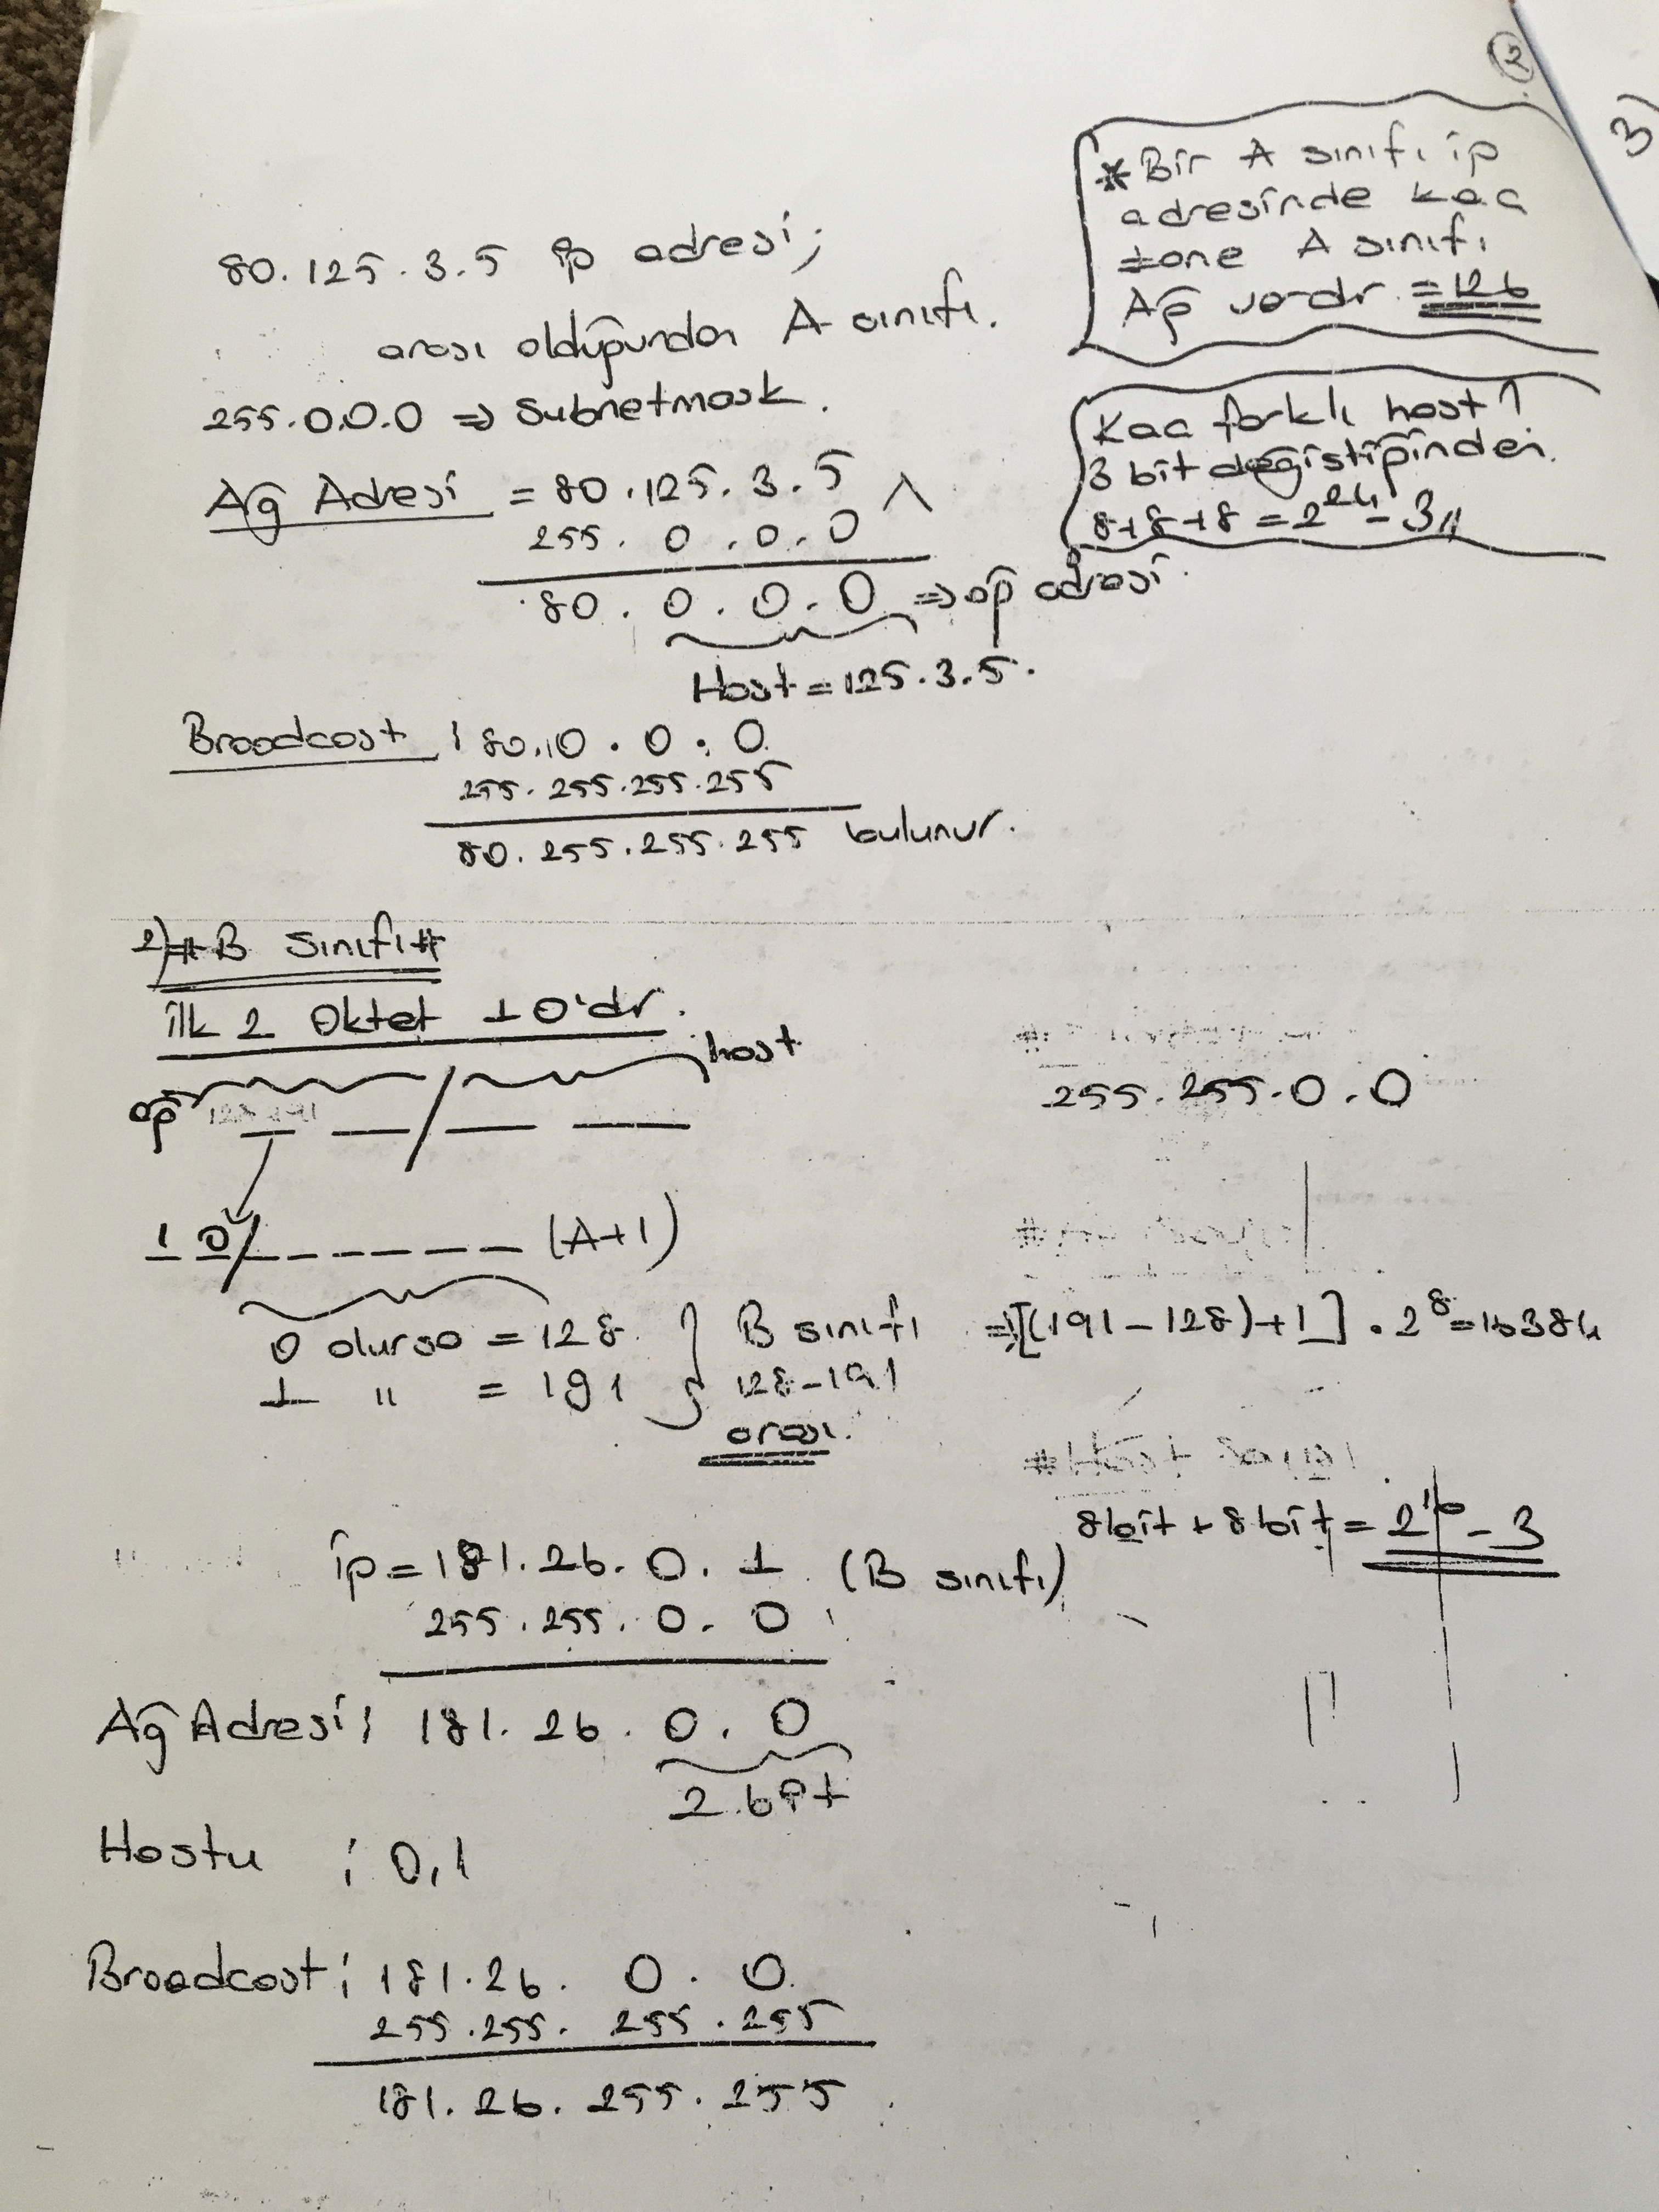 2
3)
*Bir A sınıfı ip
adresinde kaç
tane A sınıfı
Ağ vardır. = 126
80.125.3.5 ip adresi;
arası olduğundan A sınıfı.
255.0.0.0 => Subnetmask.
Kaç farklı host?
3 bit değiştiğinden.
8+8+8 = 2^24 - 3//
Ağ Adresi = 80.125.3.5 ∧
255. 0 . 0. 0
80. 0. 0. 0 => ağ adresi.
Host = 125.3.5.
Broadcast : 80.10.0.0
255.255.255.255
80.255.255.255 bulunur.
2)# B Sınıfı #
ilk 2 Oktet 10'dır.
host
ağ 128-191
255.255.0.0
1 0 / _ _ _ _ _ _ (A+1)
0 olursa = 128 } B sınıfı
1 " = 191 } 128-191
arası.
=> [(191-128)+1] . 2^8 = 16384
# Host Sayısı
8bit + 8bit = 2^16 - 3
ip = 181.26.0.1 (B sınıfı)
255.255.0.0
Ağ Adresi : 181.26.0.0
2 bit
Hostu : 0,1
Broadcast : 181.26. 0. 0
255.255.255.255
181.26.255.255